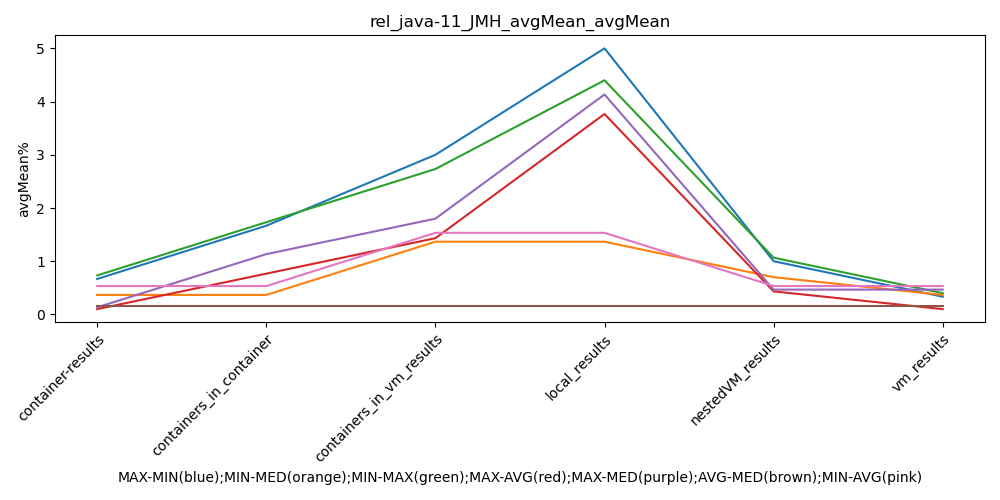 rel_java-11_JMH_avgMean_avgMean
5
4
3
2
1
0
avgMean%
container-results
containers_in_container
containers_in_vm_results
local_results
nestedVM_results
vm_results
MAX-MIN(blue);MIN-MED(orange);MIN-MAX(green);MAX-AVG(red);MAX-MED(purple);AVG-MED(brown);MIN-AVG(pink)